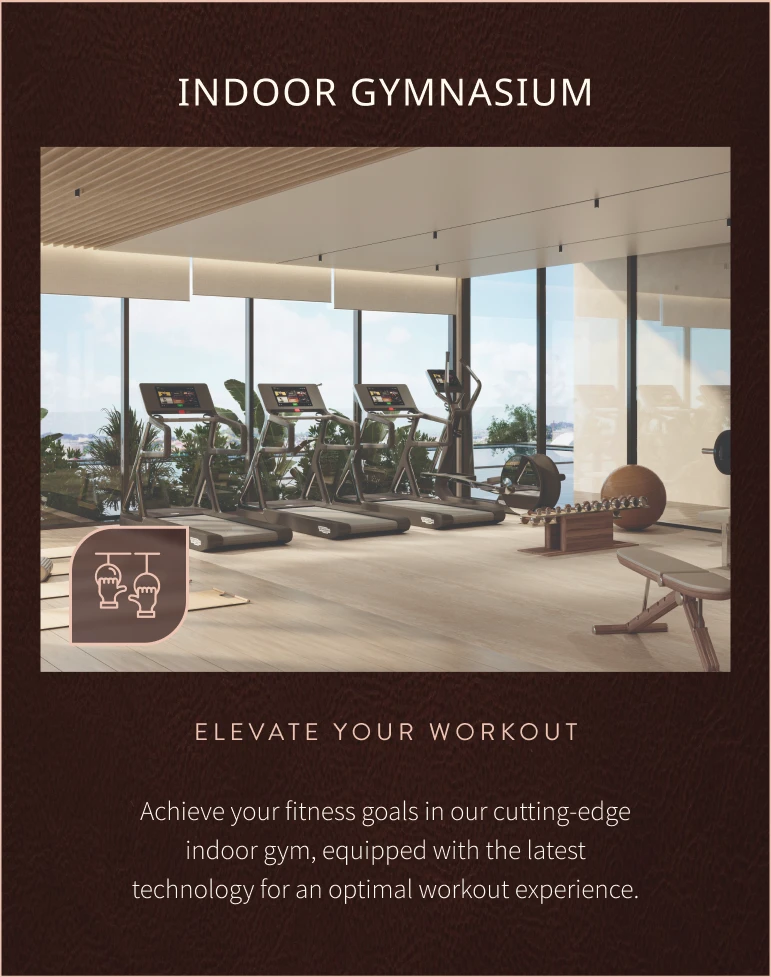 INDOOR GYMNASIUM
ELEVATE YOUR WORKOUT
Achieve your fitness goals in our cutting-edge
indoor gym, equipped with the latest
technology for an optimal workout experience.